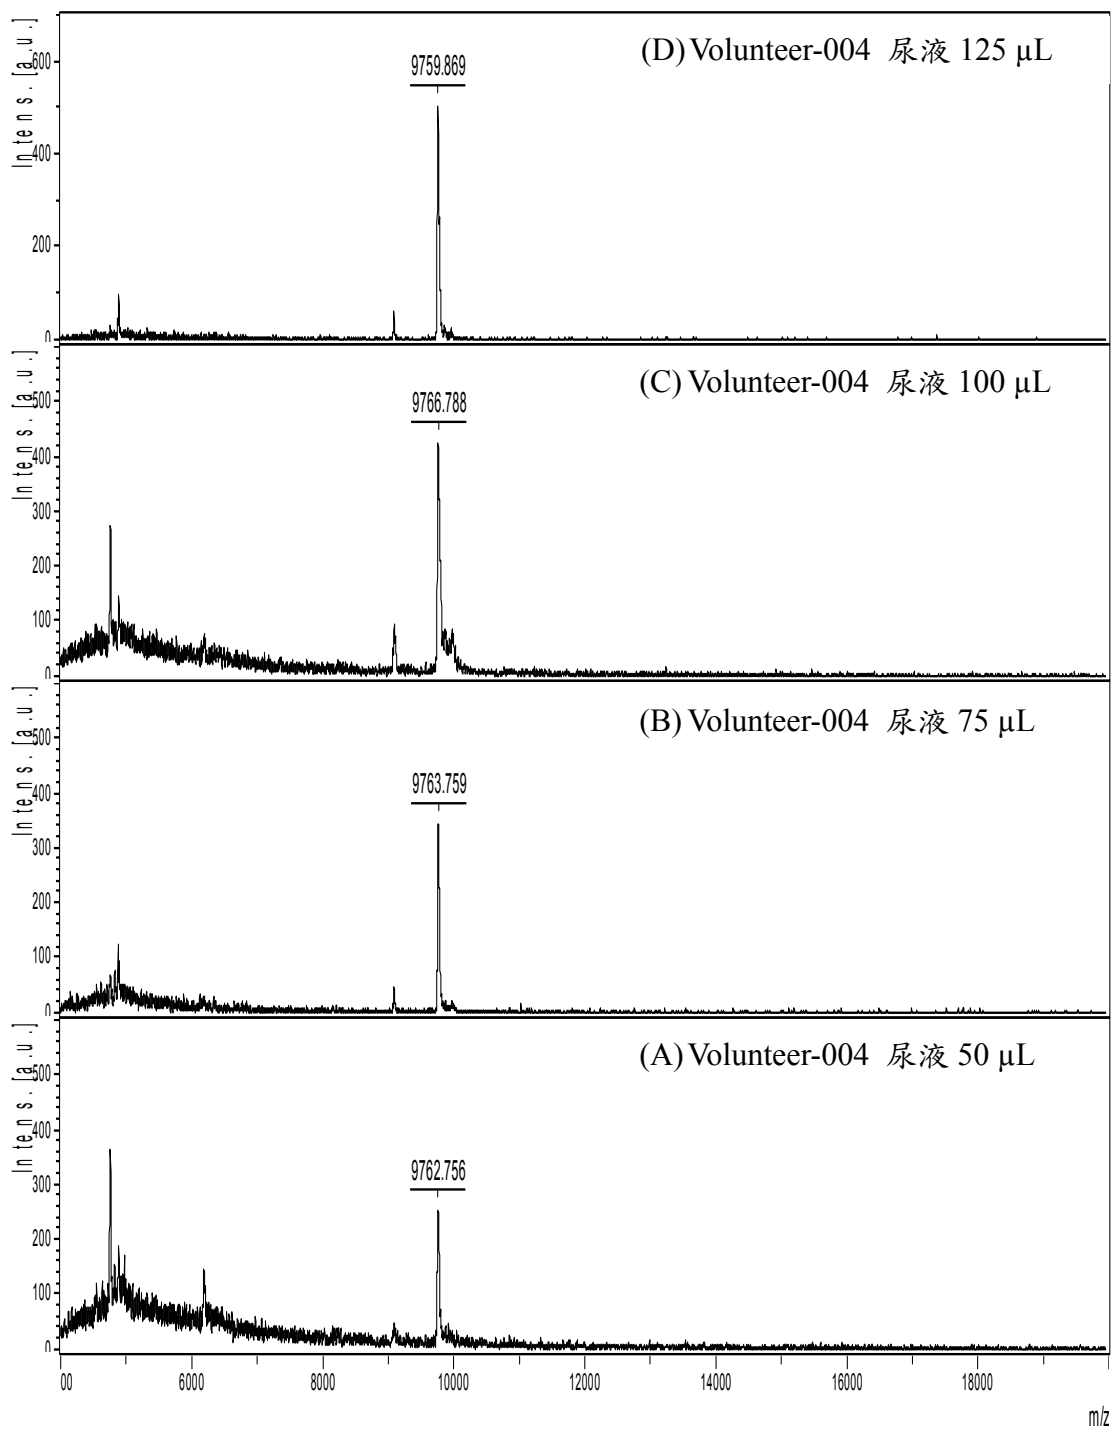 (D) Volunteer-004 尿液 125 µL
9759.869
Intens. [a.u.]
600
400
200
0
(C) Volunteer-004 尿液 100 µL
9766.788
Intens. [a.u.]
500
400
300
200
100
0
(B) Volunteer-004 尿液 75 µL
9763.759
Intens. [a.u.]
500
400
300
200
100
0
(A) Volunteer-004 尿液 50 µL
9762.756
Intens. [a.u.]
500
400
300
200
100
0
00 6000 8000 10000 12000 14000 16000 18000
m/z